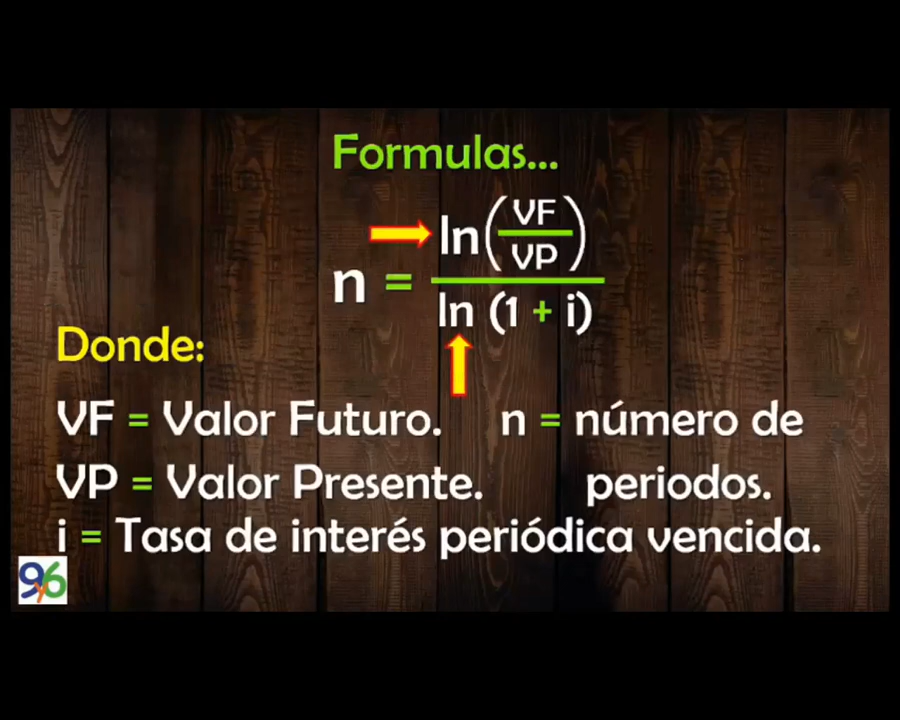 Formulas...
n = ln(VF/VP) / ln (1 + i)
Donde:
VF = Valor Futuro. n = número de
VP = Valor Presente. periodos.
i = Tasa de interés periódica vencida.
9y6